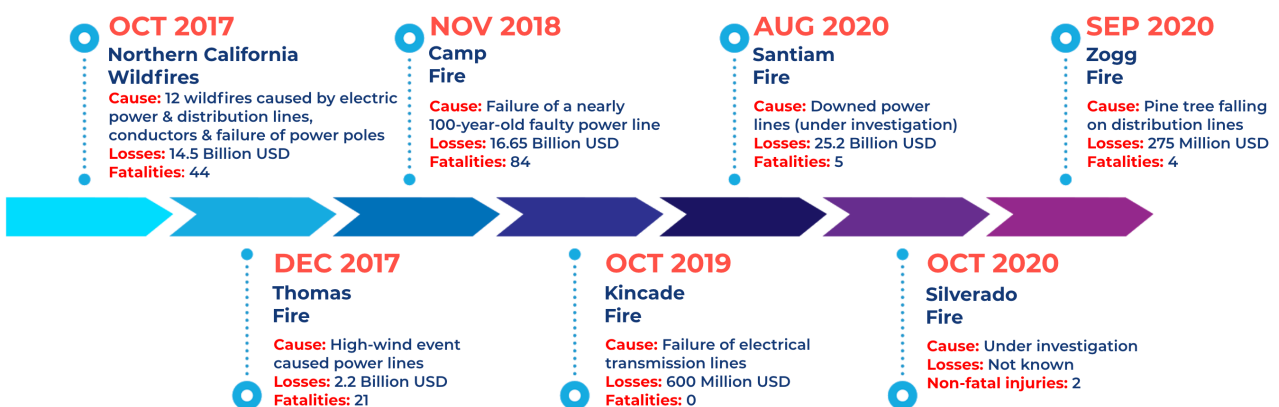 OCT 2017
Northern California
Wildfires
Cause: 12 wildfires caused by electric
power & distribution lines,
conductors & failure of power poles
Losses: 14.5 Billion USD
Fatalities: 44
NOV 2018
Camp
Fire
Cause: Failure of a nearly
100-year-old faulty power line
Losses: 16.65 Billion USD
Fatalities: 84
AUG 2020
Santiam
Fire
Cause: Downed power
lines (under investigation)
Losses: 25.2 Billion USD
Fatalities: 5
SEP 2020
Zogg
Fire
Cause: Pine tree falling
on distribution lines
Losses: 275 Million USD
Fatalities: 4
DEC 2017
Thomas
Fire
Cause: High-wind event
caused power lines
Losses: 2.2 Billion USD
Fatalities: 21
OCT 2019
Kincade
Fire
Cause: Failure of electrical
transmission lines
Losses: 600 Million USD
Fatalities: 0
OCT 2020
Silverado
Fire
Cause: Under investigation
Losses: Not known
Non-fatal injuries: 2